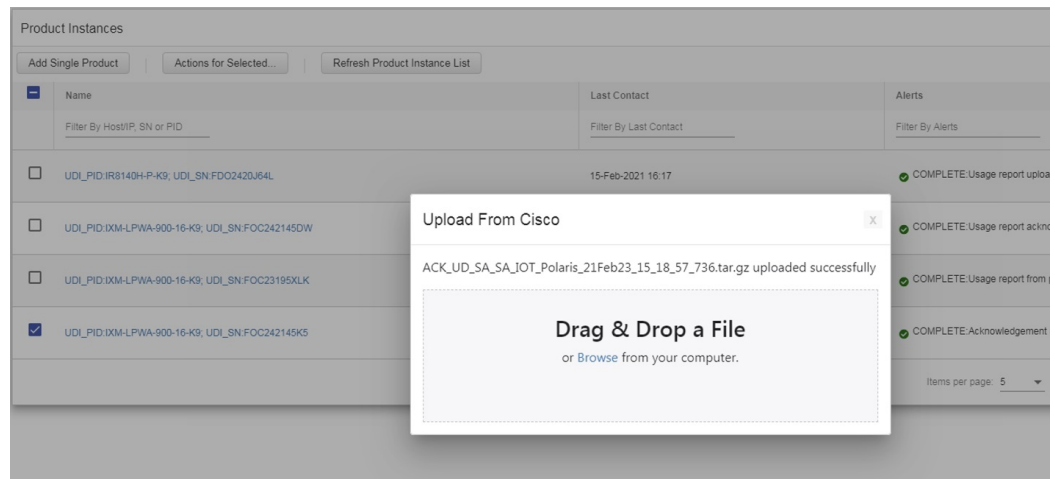 Product Instances
Add Single Product
Actions for Selected...
Refresh Product Instance List
Name
Last Contact
Alerts
Filter By Host/IP, SN or PID
Filter By Last Contact
Filter By Alerts
UDI_PID:IR8140H-P-K9; UDI_SN:FDO2420J64L
15-Feb-2021 16:17
COMPLETE:Usage report uploa
Upload From Cisco
X
UDI_PID:IXM-LPWA-900-16-K9; UDI_SN:FOC242145DW
COMPLETE:Usage report ackno
ACK_UD_SA_SA_IOT_Polaris_21Feb23_15_18_57_736.tar.gz uploaded successfully
UDI_PID:IXM-LPWA-900-16-K9; UDI_SN:FOC23195XLK
COMPLETE:Usage report from
Drag & Drop a File
or Browse from your computer.
UDI_PID:IXM-LPWA-900-16-K9; UDI_SN:FOC242145K5
COMPLETE:Acknowledgement
Items per page: 5